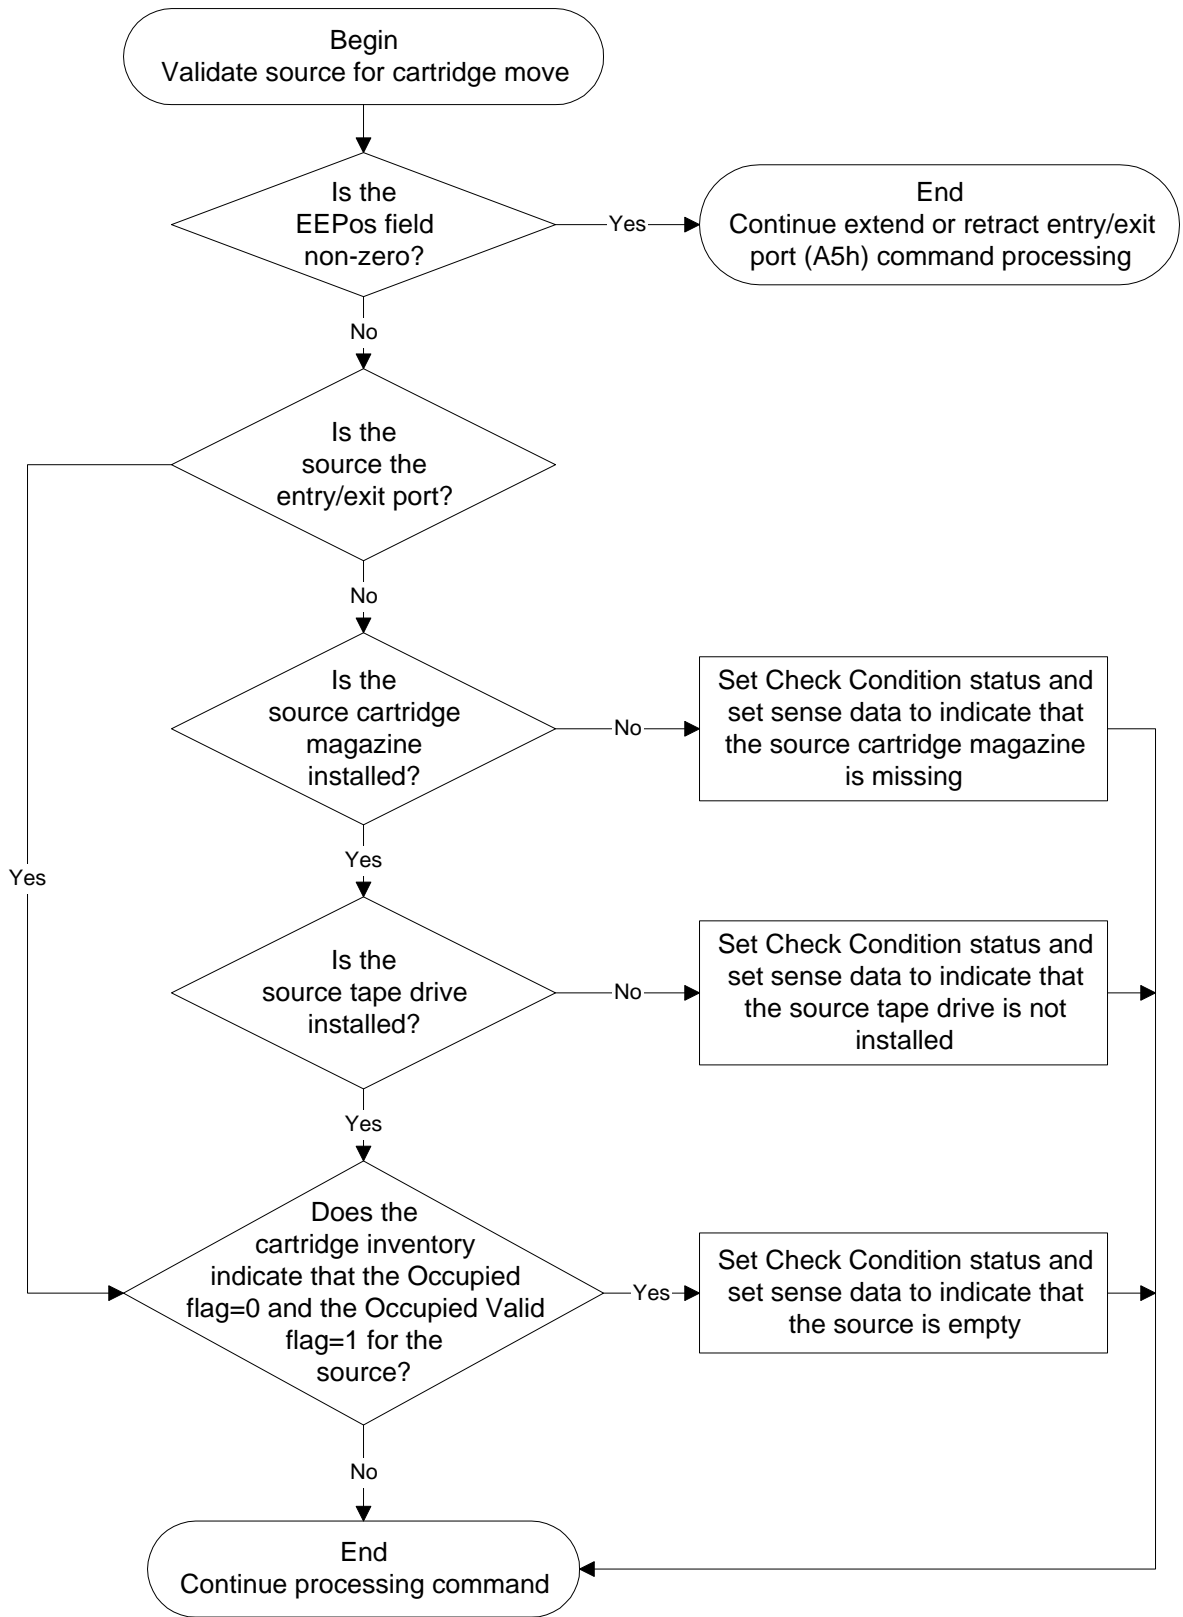 Begin
Validate source for cartridge move
Is the
EEPos field
non-zero?
Yes
End
Continue extend or retract entry/exit
port (A5h) command processing
No
Is the
source the
entry/exit port?
No
Is the
source cartridge
magazine
installed?
No
Set Check Condition status and
set sense data to indicate that
the source cartridge magazine
is missing
Yes
Yes
Is the
source tape drive
installed?
No
Set Check Condition status and
set sense data to indicate that
the source tape drive is not
installed
Yes
Does the
cartridge inventory
indicate that the Occupied
flag=0 and the Occupied Valid
flag=1 for the
source?
Yes
Set Check Condition status and
set sense data to indicate that
the source is empty
No
End
Continue processing command